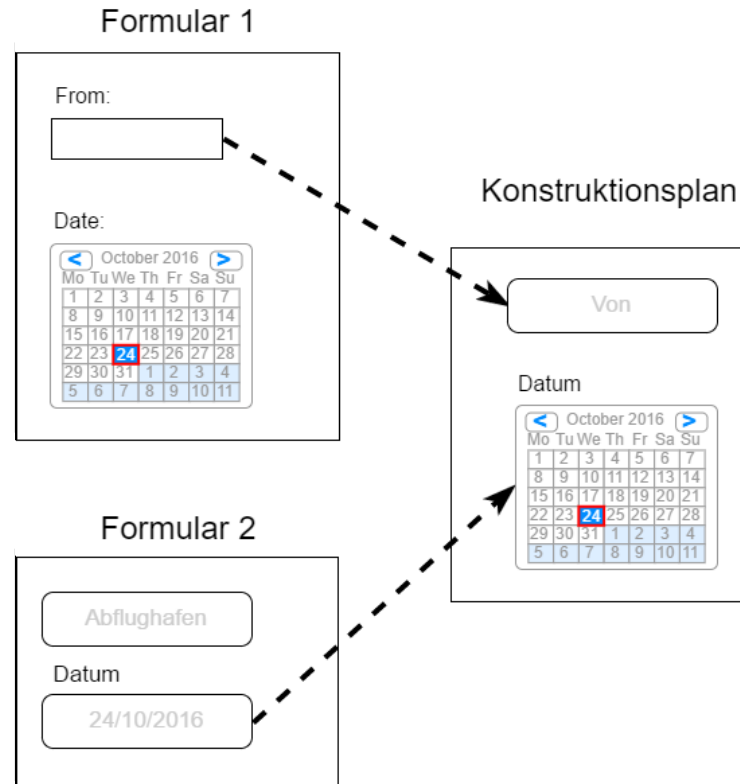 Formular 1
From:
Date:
< October 2016 >
Mo Tu We Th Fr Sa Su
1 2 3 4 5 6 7
8 9 10 11 12 13 14
15 16 17 18 19 20 21
22 23 24 25 26 27 28
29 30 31 1 2 3 4
5 6 7 8 9 10 11
Formular 2
Abflughafen
Datum
24/10/2016
Konstruktionsplan
Von
Datum
< October 2016 >
Mo Tu We Th Fr Sa Su
1 2 3 4 5 6 7
8 9 10 11 12 13 14
15 16 17 18 19 20 21
22 23 24 25 26 27 28
29 30 31 1 2 3 4
5 6 7 8 9 10 11